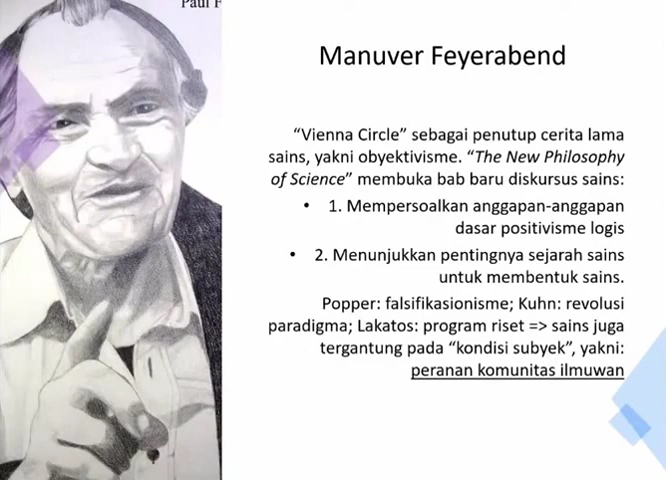 Paul F
Manuver Feyerabend
“Vienna Circle” sebagai penutup cerita lama
sains, yakni obyektivisme. “The New Philosophy
of Science” membuka bab baru diskursus sains:
• 1. Mempersoalkan anggapan-anggapan
dasar positivisme logis
• 2. Menunjukkan pentingnya sejarah sains
untuk membentuk sains.
Popper: falsifikasionisme; Kuhn: revolusi
paradigma; Lakatos: program riset => sains juga
tergantung pada “kondisi subyek”, yakni:
peranan komunitas ilmuwan